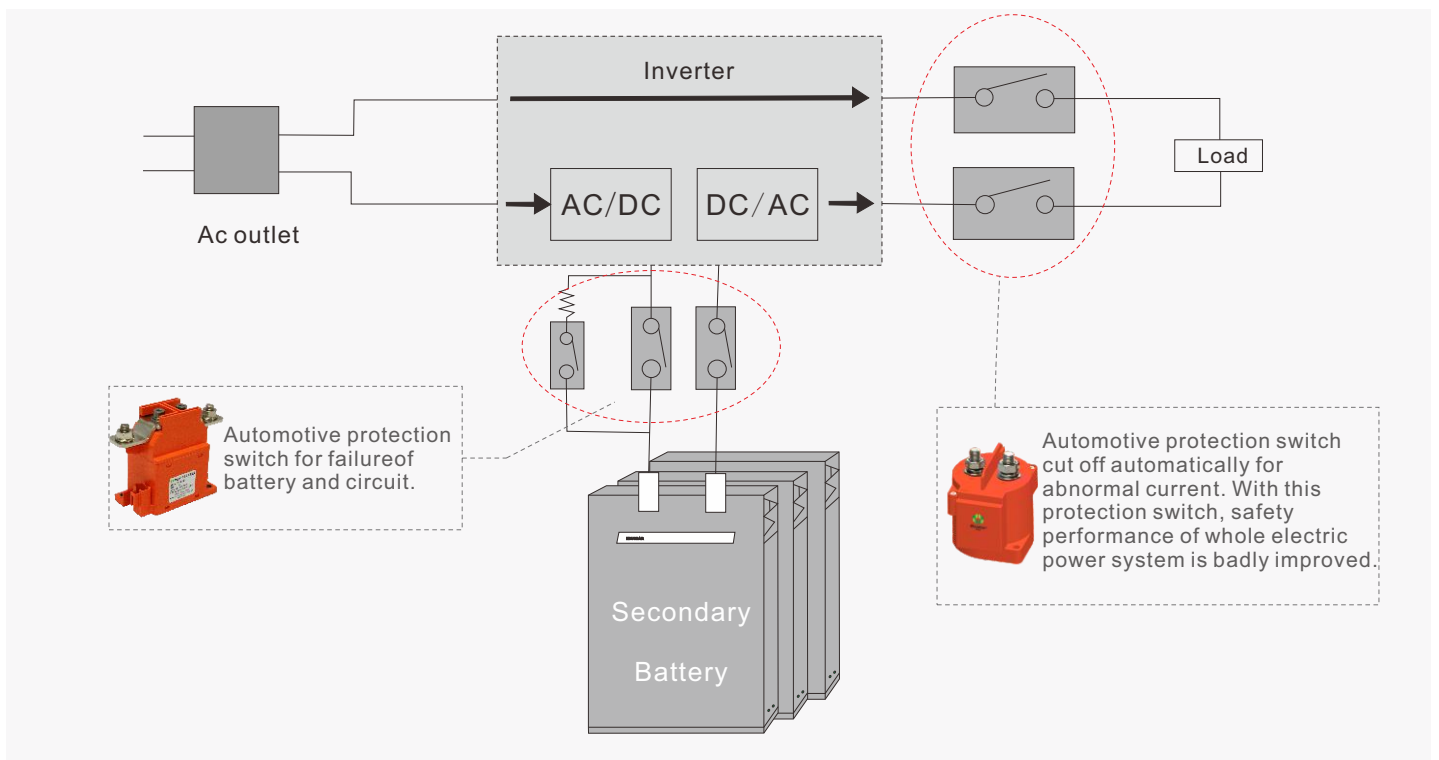 Inverter
Load
AC/DC
DC/AC
Ac outlet
Automotive protection
switch for failureof
battery and circuit.
Automotive protection switch
cut off automatically for
abnormal current. With this
protection switch, safety
performance of whole electric
power system is badly improved.
Secondary
Battery